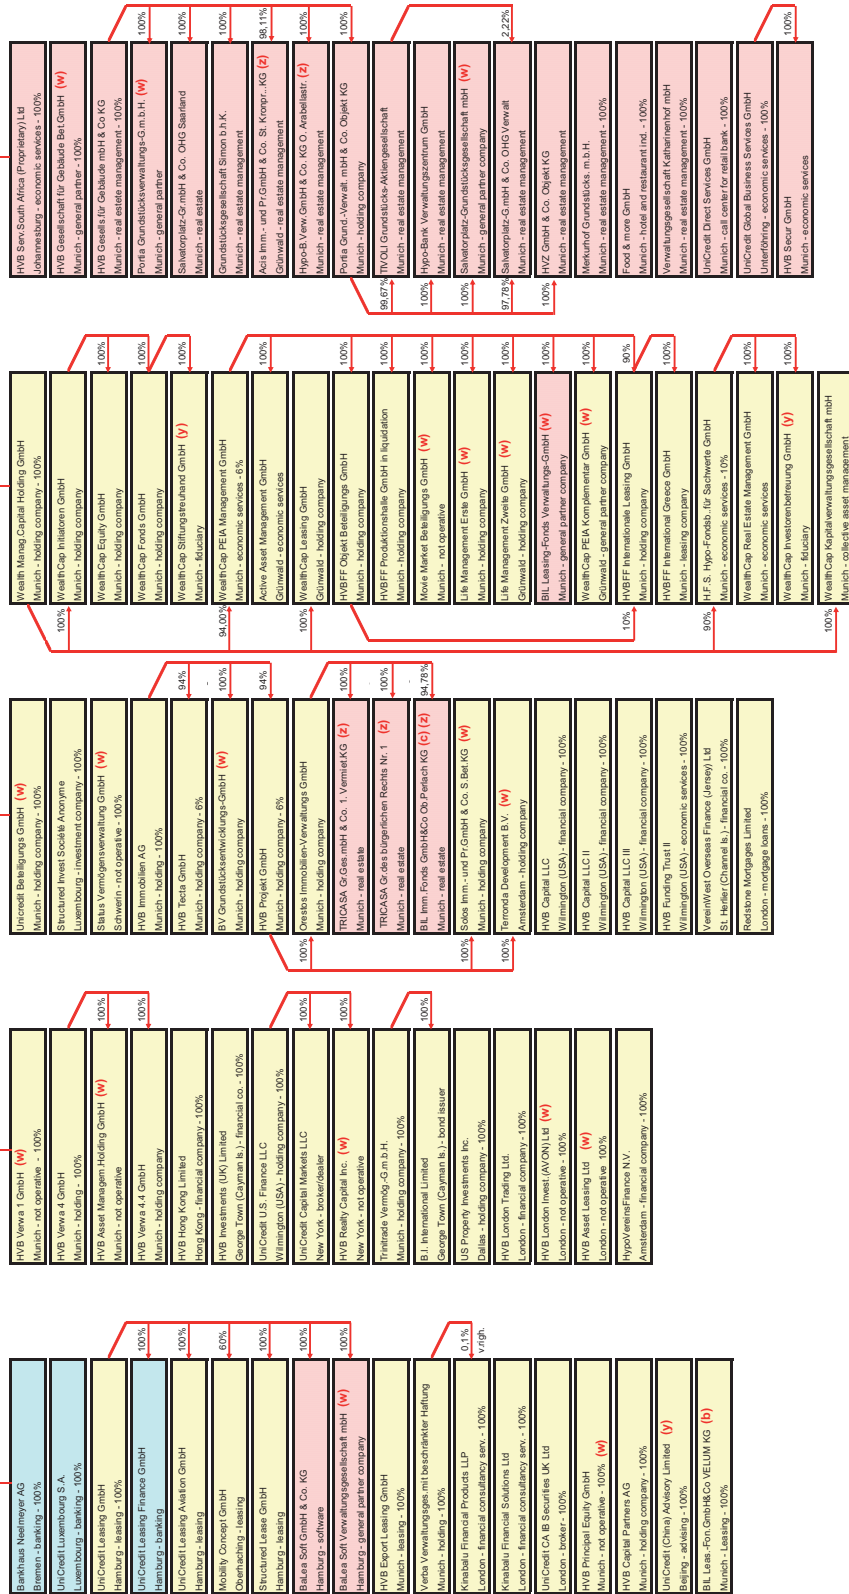 HVB Serv.South Africa (Proprietary) Ltd
Johannesburg - economic services - 100%
HVB Gesellschaft für Gebäude Bet.GmbH (w)
Munich - general partner - 100%
HVB Gesells.für Gebäude mbH & Co KG
Munich - real estate management - 100%
Portia Grundstücksverwaltungs-G.m.b.H. (w)
Munich - general partner
100%
Salvatorplatz-Gr.mbH & Co. OHG Saarland
Munich - real estate
100%
Grundstücksgesellschaft Simon b.h.K.
Munich - real estate management
100%
Acis Imm.- und Pr.GmbH & Co. St. Kronpr...KG (z)
Grünwald - real estate management
98,11%
Hypo-B.Verw.GmbH & Co. KG O. Arabellastr. (z)
Munich - real estate management
100%
Portia Grund.-Verwalt. mbH & Co. Objekt KG
Munich - holding company
100%
TIVOLI Grundstücks-Aktiengesellschaft
Munich - real estate management
99,67%
Hypo-Bank Verwaltungszentrum GmbH
Munich - real estate management
100%
Salvatorplatz-Grundstücksgesellschaft mbH (w)
Munich - real estate partner company
100%
Salvatorplatz-G.mbH & Co. OHG Verwalt
Munich - real estate management
2,22%
97,78%
HVZ GmbH & Co. Objekt KG
Munich - real estate management
100%
Merkurhof Grundstücks. m.b.H.
Munich - real estate management - 100%
Food & more GmbH
Munich - hotel and restaurant ind. - 100%
Verwaltungsgesellschaft Katharinenhof mbH
Munich - real estate management - 100%
UniCredit Direct Services GmbH
Munich - call center for retail bank - 100%
UniCredit Global Business Services GmbH
Unterföhring - economic services - 100%
HVB Secur GmbH
Munich - economic services
100%
Wealth Manag.Capital Holding GmbH
Munich - holding company - 100%
WealthCap Initiatoren GmbH
Munich - holding company
100%
WealthCap Equity GmbH
Munich - holding company
100%
WealthCap Fonds GmbH
Munich - holding company
100%
WealthCap Stiftungstreuhand GmbH (y)
Munich - fiduciary
100%
WealthCap PEIA Management GmbH
Munich - economic services - 6%
94,00%
Active Asset Management GmbH
Grünwald - economic services
100%
WealthCap Leasing GmbH
Grünwald - holding company
100%
HVBFF Objekt Beteiligungs GmbH
Munich - holding company
100%
HVBFF Produktionshalle GmbH in liquidation
Munich - holding company
100%
Movie Market Beteiligungs GmbH (w)
Munich - not operative
100%
Life Management Erste GmbH (w)
Munich - holding company
100%
Life Management Zweite GmbH (w)
Grünwald - holding company
100%
BIL Leasing-Fonds Verwaltungs-GmbH (w)
Munich - general partner company
100%
WealthCap PEIA Komplementar GmbH (w)
Grünwald - general partner company
100%
HVBFF Internationale Leasing GmbH
Munich - holding company
90%
10%
HVBFF International Greece GmbH
Munich - leasing company
100%
H.F.S. Hypo-Fondsb..für Sachwerte GmbH
Munich - economic services - 10%
90%
WealthCap Real Estate Management GmbH
Munich - economic services
100%
WealthCap Investorenbetreuung GmbH (y)
Munich - fiduciary
100%
WealthCap Kapitalverwaltungsgesellschaft mbH
Munich - collective asset management
100%
Unicredit Beteiligungs GmbH (w)
Munich - holding company - 100%
Structured Invest Société Anonyme
Luxembourg - investment company - 100%
Status Vermögensverwaltung GmbH (w)
Schwerin - not operative - 100%
HVB Immobilien AG
Munich - holding - 100%
HVB Tecta GmbH
Munich - holding company - 6%
94%
BV Grundstücksentwicklungs-GmbH (w)
Munich - holding company
100%
HVB Projekt GmbH
Munich - holding company - 6%
94%
Orestos Immobilien-Verwaltungs GmbH
Munich - holding company
100%
TRICASA Gr.Ges.mbH & Co. 1. Vermiet.KG (z)
Munich - real estate
100%
TRICASA Gr.des bürgerlichen Rechts Nr. 1 (z)
Munich - real estate
100%
BIL Imm.Fonds GmbH&Co Ob.Perlach KG (c) (z)
Munich - real estate
94,78%
Solos Imm.- und Pr.GmbH & Co. S.Bet.KG (w)
Munich - holding company
100%
Terronda Development B.V. (w)
Amsterdam - holding company
100%
HVB Capital LLC
Wilmington (USA) - financial company - 100%
HVB Capital LLC II
Wilmington (USA) - financial company - 100%
HVB Capital LLC III
Wilmington (USA) - financial company - 100%
HVB Funding Trust II
Wilmington (USA) - economic services - 100%
VereinWest Overseas Finance (Jersey) Ltd
St. Herlier (Channel Is.) - financial co. - 100%
Redstone Mortgages Limited
London - mortgage loans - 100%
HVB Verwa 1 GmbH (w)
Munich - not operative - 100%
HVB Verwa 4 GmbH
Munich - holding - 100%
HVB Asset Managem.Holding GmbH (w)
Munich - not operative
100%
HVB Verwa 4.4 GmbH
Munich - holding company
100%
HVB Hong Kong Limited
Hong Kong - financial company - 100%
HVB Investments (UK) Limited
George Town (Cayman Is.) - financial co. - 100%
UniCredit U.S. Finance LLC
Wilmington (USA) - holding company - 100%
UniCredit Capital Markets LLC
New York - broker/dealer
100%
HVB Realty Capital Inc. (w)
New York - not operative
100%
Trinitrade Vermög.-G.m.b.H.
Munich - holding company - 100%
B.I. International Limited
George Town (Cayman Is.) - bond issuer
100%
US Property Investments Inc.
Dallas - holding company - 100%
HVB London Trading Ltd.
London - financial company - 100%
HVB London Invest.(AVON) Ltd (w)
London - not operative - 100%
HVB Asset Leasing Ltd (w)
London - not operative -100%
HypoVereinsFinance N.V.
Amsterdam - financial company - 100%
Bankhaus Neelmeyer AG
Bremen - banking - 100%
UniCredit Luxembourg S.A.
Luxembourg - banking - 100%
UniCredit Leasing GmbH
Hamburg - leasing - 100%
UniCredit Leasing Finance GmbH
Hamburg - banking
100%
UniCredit Leasing Aviation GmbH
Hamburg - leasing
100%
Mobility Concept GmbH
Oberhaching - leasing
60%
Structured Lease GmbH
Hamburg - leasing
100%
BaLea Soft GmbH & Co. KG
Hamburg - software
100%
BaLea Soft Verwaltungsgesellschaft mbH (w)
Hamburg - general partner company
100%
HVB Export Leasing GmbH
Munich - leasing - 100%
Verba Verwaltungsges.mit beschränkter Haftung
Munich - holding - 100%
Kinabalu Financial Products LLP
London - financial consultancy serv. - 100%
0,1%
v.righ.
Kinabalu Financial Solutions Ltd
London - financial consultancy serv. - 100%
UniCredit CA IB Securities UK Ltd
London - broker - 100%
HVB Principal Equity GmbH
Munich - not operative - 100% (w)
HVB Capital Partners AG
Munich - holding company - 100%
UniCredit (China) Advisory Limited (y)
Beijing - advising - 100%
BIL Leas.-Fon.GmbH&Co VELUM KG (b)
Munich - Leasing - 100%